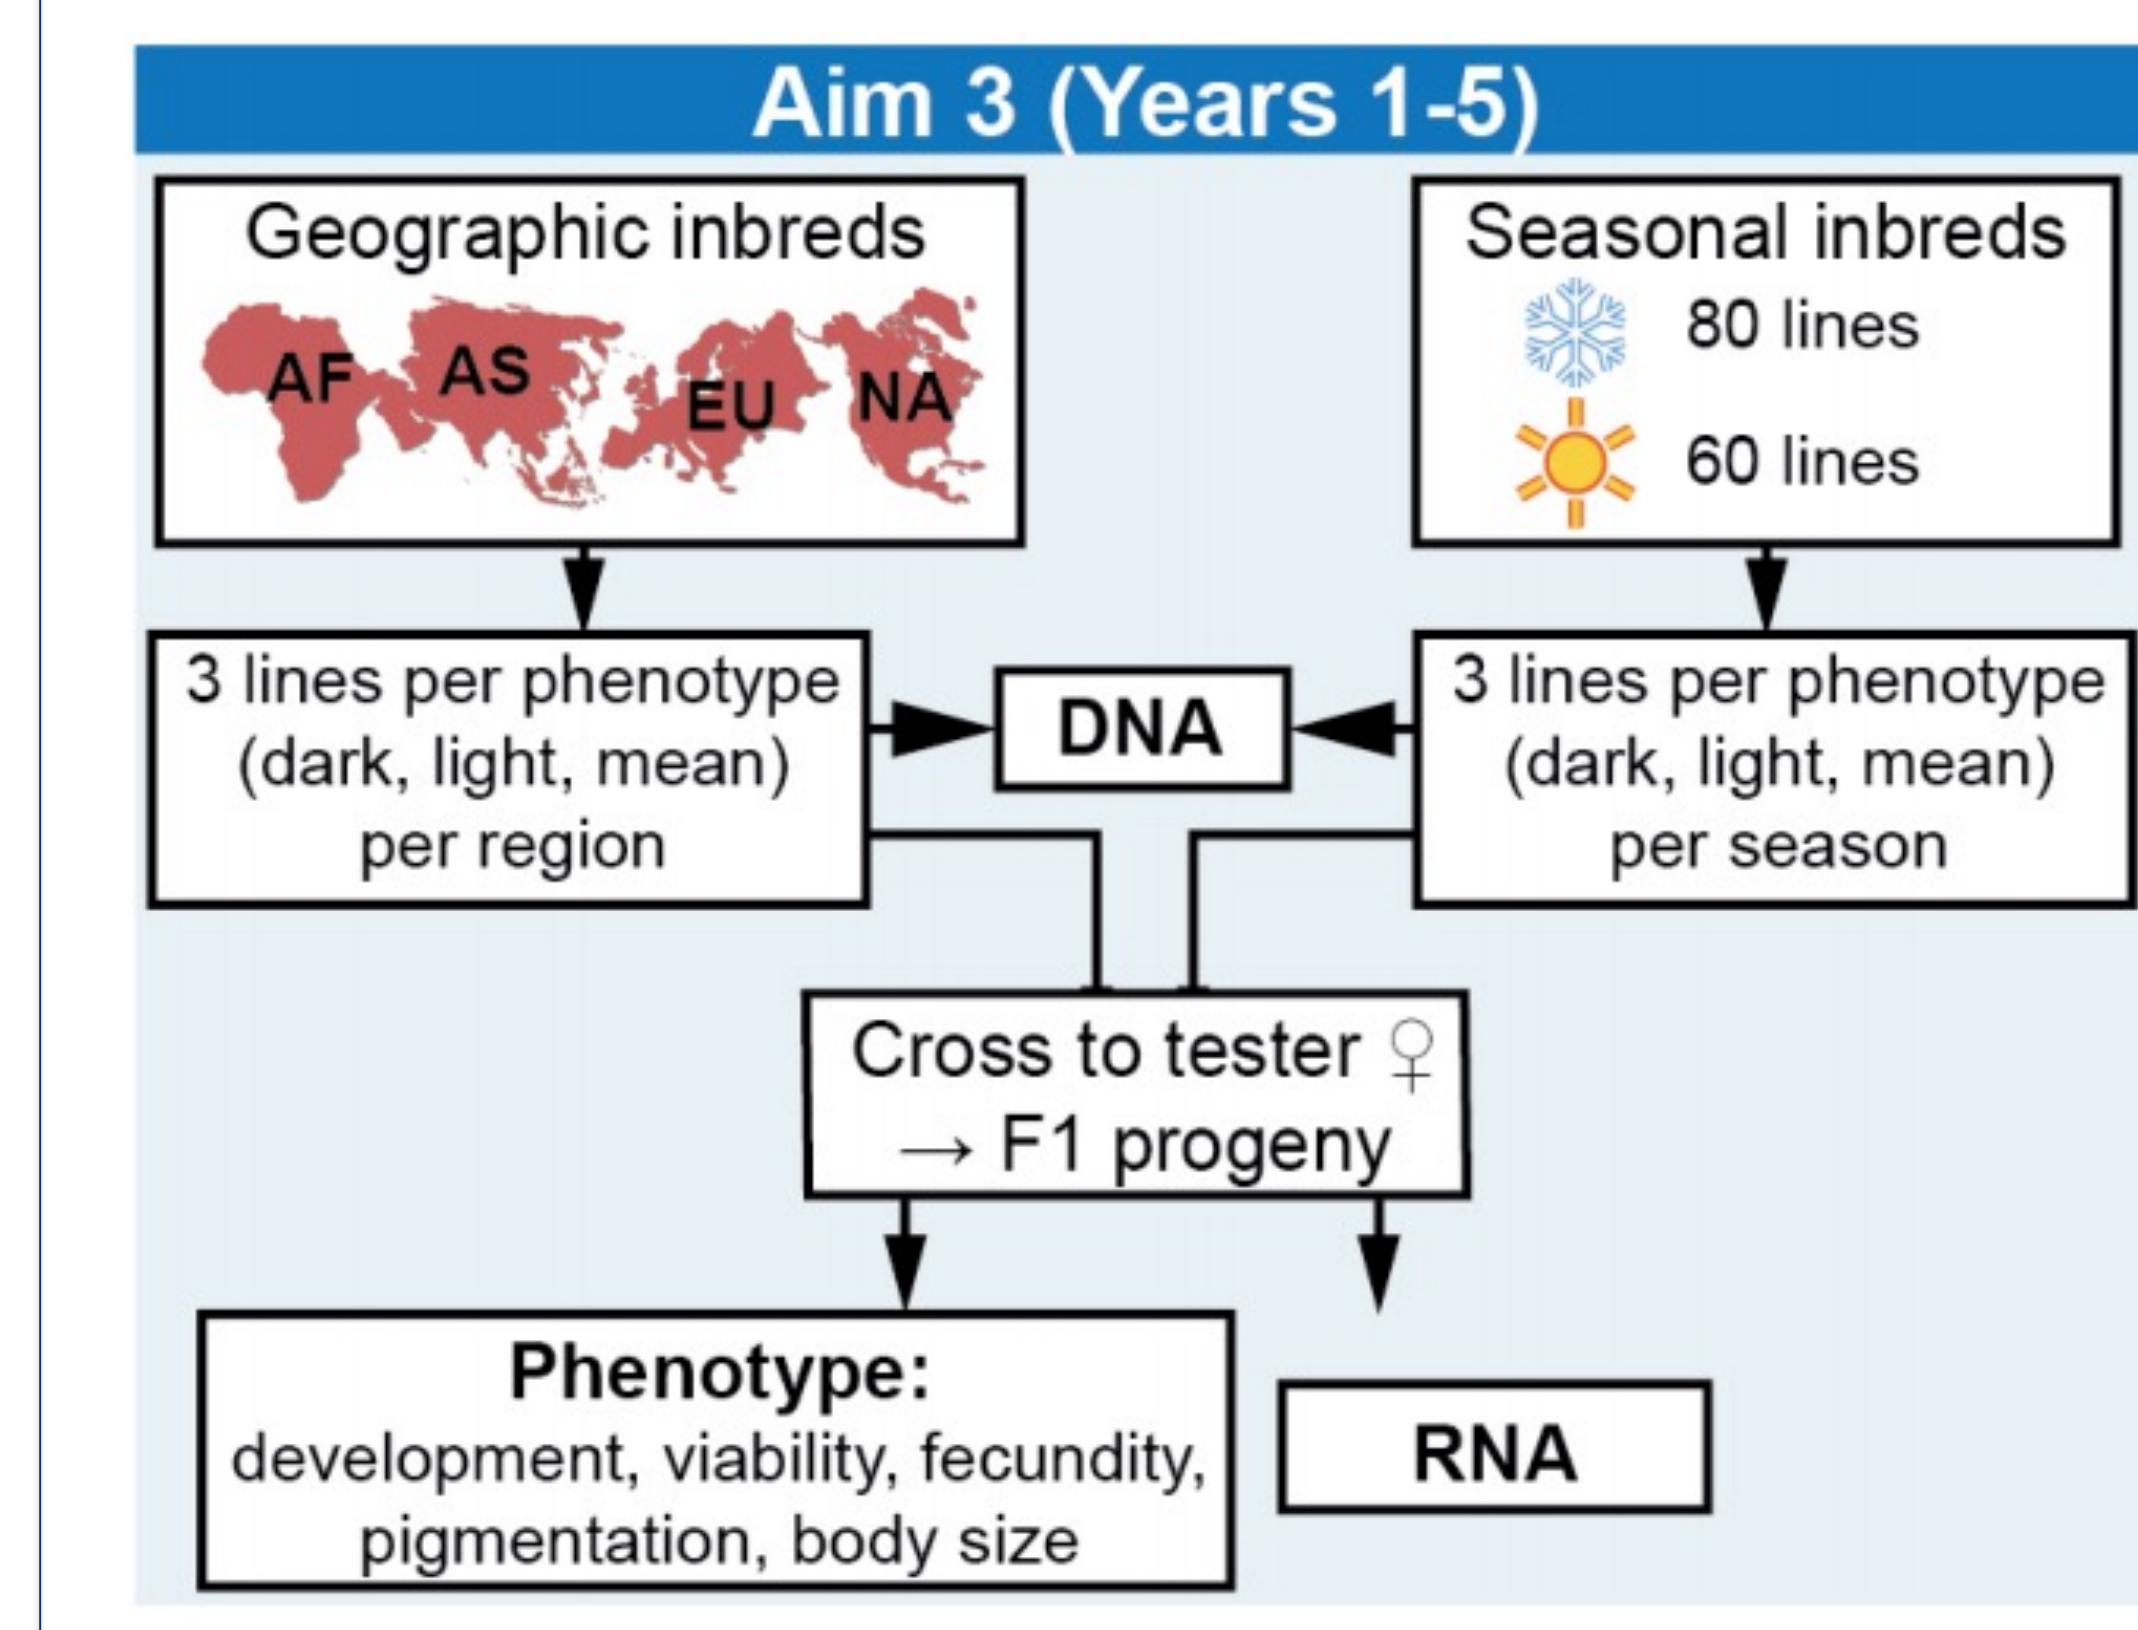 Aim 3 (Years 1-5)
Geographic inbreds
AF
AS
EU
NA
Seasonal inbreds
80 lines
60 lines
3 lines per phenotype
(dark, light, mean)
per region
DNA
3 lines per phenotype
(dark, light, mean)
per season
Cross to tester ♀
→ F1 progeny
Phenotype:
development, viability, fecundity,
pigmentation, body size
RNA